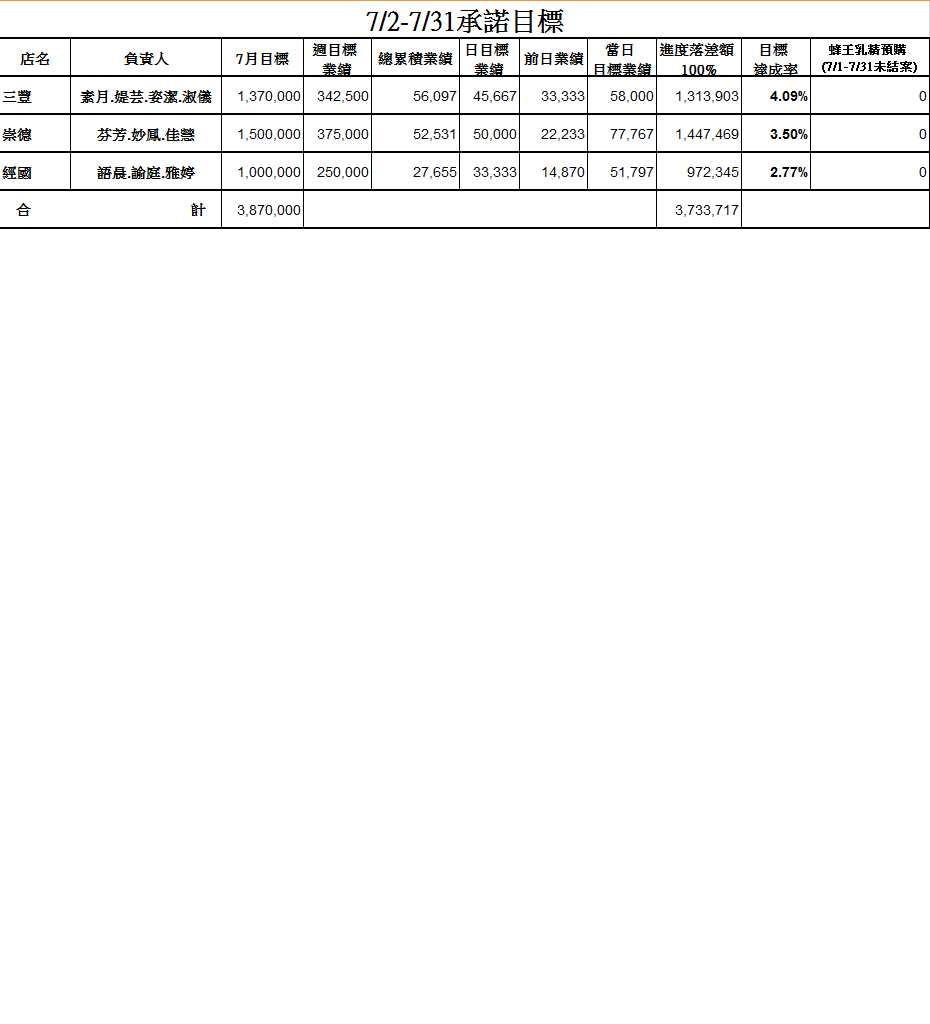 7/2-7/31承諾目標
店名 負責人 7月目標 週目標業績 總累積業績 日目標業績 前日業績 當日目標業績 進度落差額100% 目標達成率 蜂王乳精預購(7/1-7/31未結案)
三豐 素月.媞芸.姿潔.淑儀 1,370,000 342,500 56,097 45,667 33,333 58,000 1,313,903 4.09% 0
崇德 芬芳.妙鳳.佳慧 1,500,000 375,000 52,531 50,000 22,233 77,767 1,447,469 3.50% 0
經國 語晨.諭庭.雅婷 1,000,000 250,000 27,655 33,333 14,870 51,797 972,345 2.77% 0
合 計 3,870,000 3,733,717